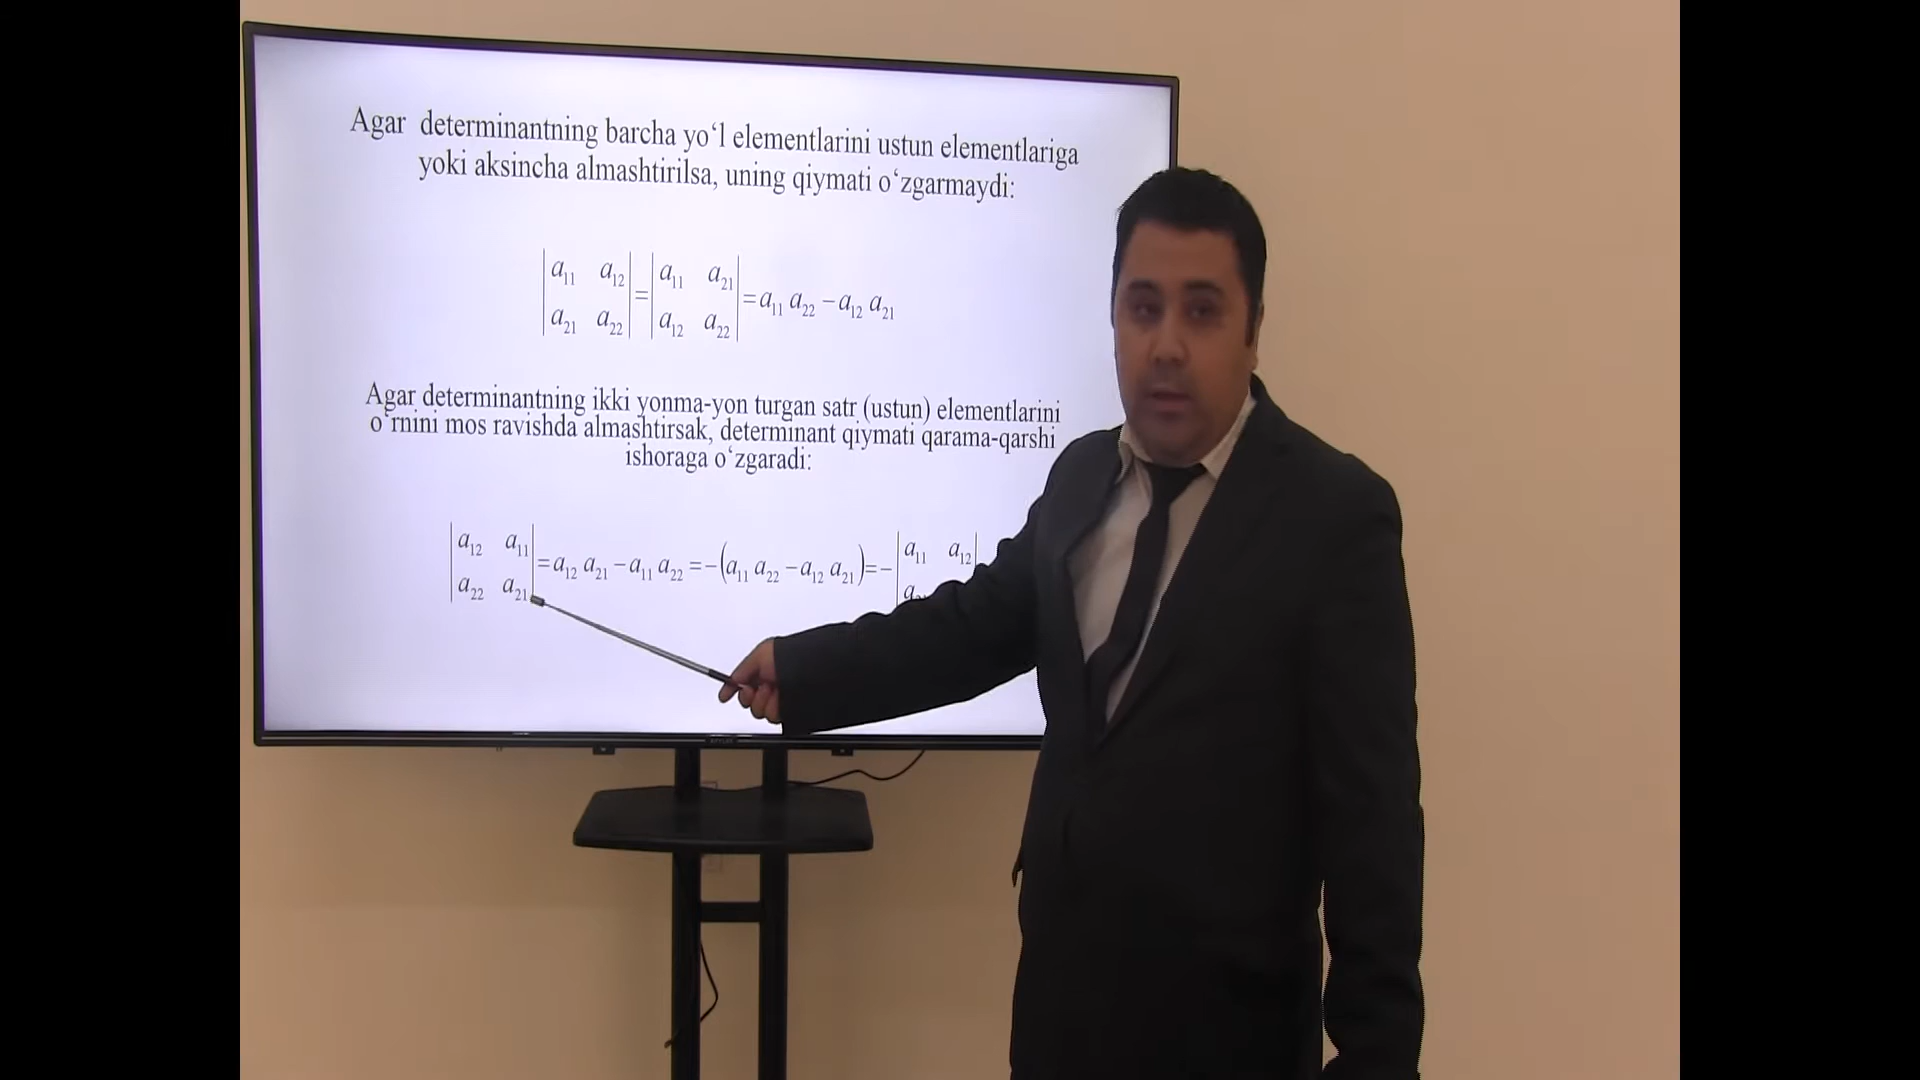 Agar determinantning barcha yo‘l elementlarini ustun elementlariga
yoki aksincha almashtirilsa, uning qiymati o‘zgarmaydi:
| a₁₁ a₁₂ | = | a₁₁ a₂₁ | = a₁₁ a₂₂ − a₁₂ a₂₁
| a₂₁ a₂₂ | | a₁₂ a₂₂ |
Agar determinantning ikki yonma-yon turgan satr (ustun) elementlarini
o‘rnini mos ravishda almashtirsak, determinant qiymati qarama-qarshi
ishoraga o‘zgaradi:
| a₁₂ a₁₁ | = a₁₂ a₂₁ − a₁₁ a₂₂ = −(a₁₁ a₂₂ − a₁₂ a₂₁) = − | a₁₁ a₁₂ |
| a₂₂ a₂₁ |